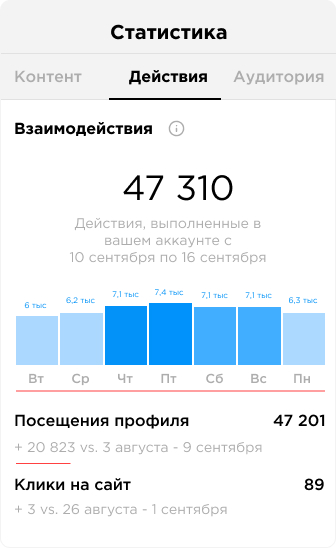 Статистика
Контент Действия Аудитория
Взаимодействия
47 310
Действия, выполненные в
вашем аккаунте с
10 сентября по 16 сентября
6 тыс 6,2 тыс 7,1 тыс 7,4 тыс 7,1 тыс 7,1 тыс 6,3 тыс
Вт Ср Чт Пт Сб Вс Пн
Посещения профиля 47 201
+ 20 823 vs. 3 августа - 9 сентября
Клики на сайт 89
+ 3 vs. 26 августа - 1 сентября